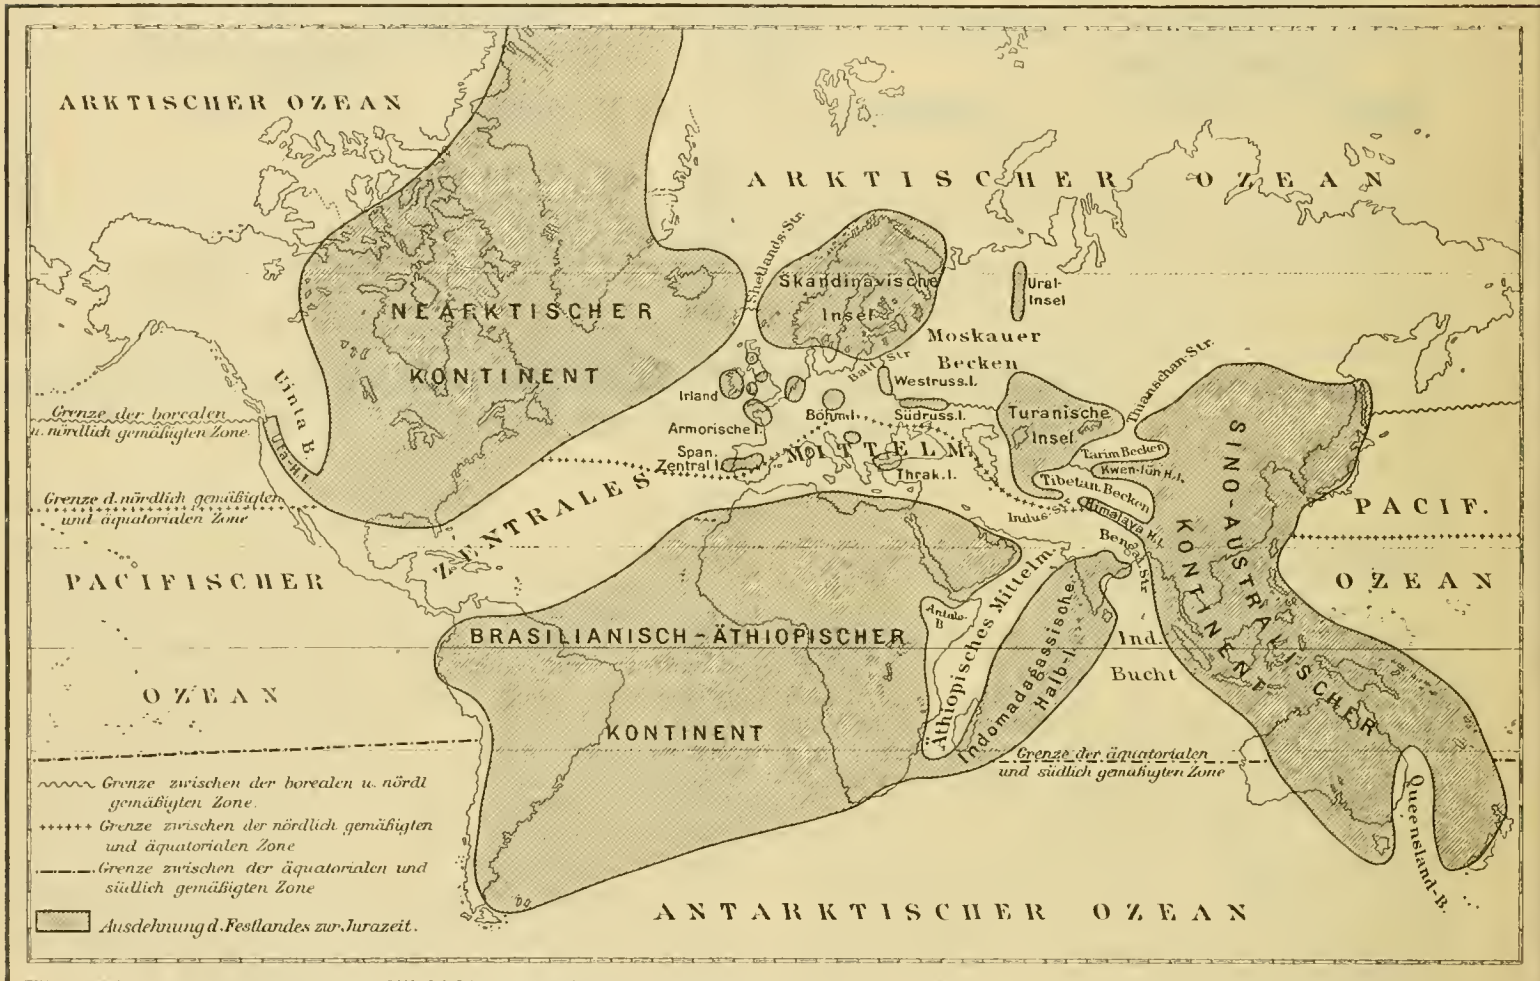 ARKTISCHER OZEAN
ARKTISCHER OZEAN
Shetlands-Str.
Skandinavische
Insel
Ural-
Insel
NEARKTISCHER
KONTINENT
Moskauer
Becken
Balt. Str
Westruss.I.
Südruss.I.
Irland
Böhm.I.
Armorische I.
Span.
Zentral I.
MITTELM.
Thrak.I.
Turanische
Insel
Thianschan-Str.
Tarim Becken
Kwen-lün H.I.
Tibetan. Becken
Himalaya H.I.
Indus-S.
Benga. Str
Uinta B.
Uta-H.I.
Grenze der borealen
u. nördlich gemäßigten Zone
Grenze d. nördlich gemäßigten
und äquatorialen Zone
ZENTRALES
SINO-AUSTRALISCHER
KONTINENT
PACIF.
OZEAN
PACIFISCHER
OZEAN
BRASILIANISCH-ÄTHIOPISCHER
KONTINENT
Antalo-
B
Äthiopisches Mittelm.
Indomadagassische
Halb-I.
Ind.
Bucht
Grenze der äquatorialen
und südlich gemäßigten Zone
Queensland-B.
Grenze zwischen der borealen u. nördl
gemäßigten Zone.
Grenze zwischen der nördlich gemäßigten
und äquatorialen Zone
Grenze zwischen der äquatorialen und
südlich gemäßigten Zone
Ausdehnung d. Festlandes zur Jurazeit.
ANTARKTISCHER OZEAN